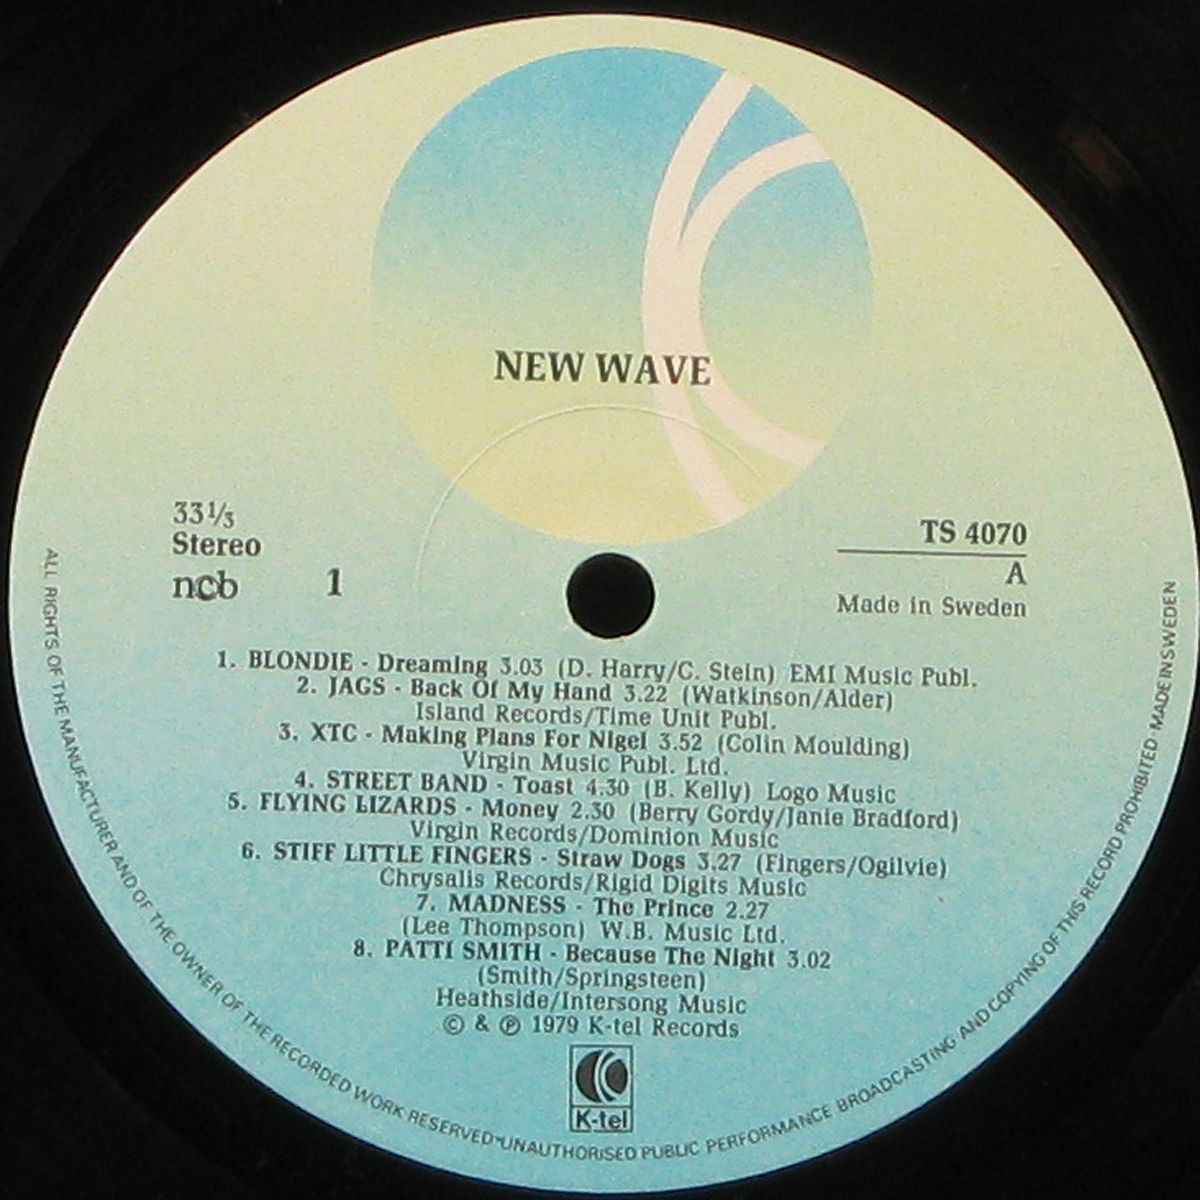 NEW WAVE
33⅓
Stereo
ncb 1
TS 4070
A
Made in Sweden
1. BLONDIE - Dreaming 3.03 (D. Harry/C. Stein) EMI Music Publ.
2. JAGS - Back Of My Hand 3.22 (Watkinson/Alder)
Island Records/Time Unit Publ.
3. XTC - Making Plans For Nigel 3.52 (Colin Moulding)
Virgin Music Publ. Ltd.
4. STREET BAND - Toast 4.30 (B. Kelly) Logo Music
5. FLYING LIZARDS - Money 2.30 (Berry Gordy/Janie Bradford)
Virgin Records/Dominion Music
6. STIFF LITTLE FINGERS - Straw Dogs 3.27 (Fingers/Ogilvie)
Chrysalis Records/Rigid Digits Music
7. MADNESS - The Prince 2.27
(Lee Thompson) W.B. Music Ltd.
8. PATTI SMITH - Because The Night 3.02
(Smith/Springsteen)
Heathside/Intersong Music
© & ℗ 1979 K-tel Records
K-tel
ALL RIGHTS OF THE MANUFACTURER AND OF THE OWNER OF THE RECORDED WORK RESERVED·UNAUTHORISED PUBLIC PERFORMANCE BROADCASTING AND COPYING OF THIS RECORD PROHIBITED·MADE IN SWEDEN